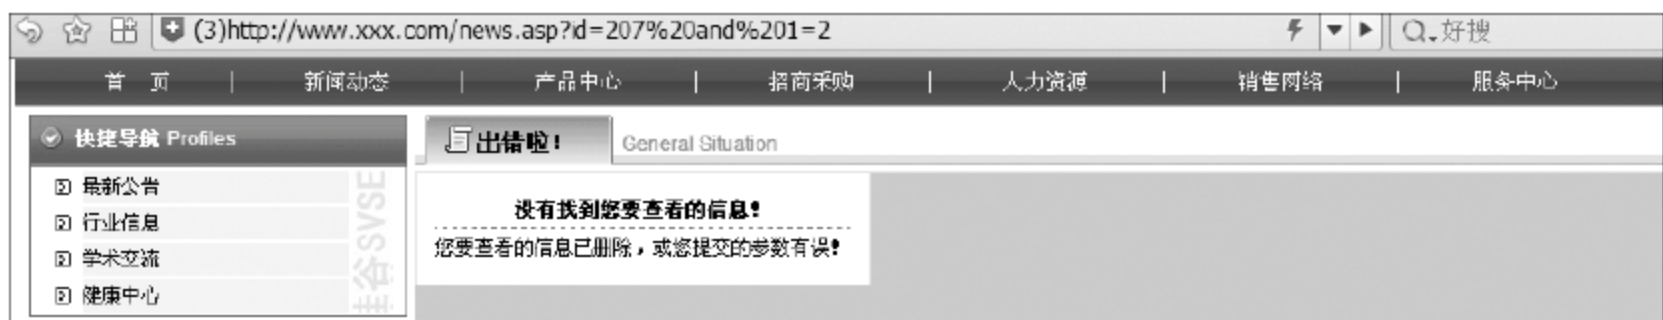 (3)http://www.xxx.com/news.asp?id=207%20and%201=2 好搜
首 页 | 新闻动态 | 产品中心 | 招商采购 | 人力资源 | 销售网络 | 服务中心
快捷导航 Profiles
出错啦! General Situation
最新公告
行业信息
学术交流
健康中心
没有找到您要查看的信息!
您要查看的信息已删除，或您提交的参数有误!
SVSE